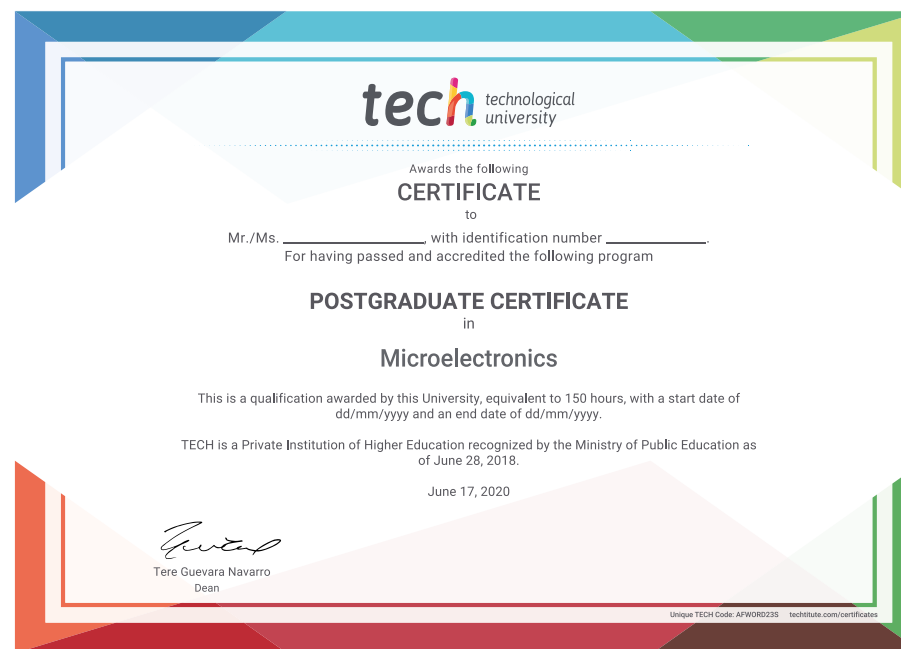 tech technological
university
Awards the following
CERTIFICATE
to
Mr./Ms. ____________, with identification number ____________.
For having passed and accredited the following program
POSTGRADUATE CERTIFICATE
in
Microelectronics
This is a qualification awarded by this University, equivalent to 150 hours, with a start date of
dd/mm/yyyy and an end date of dd/mm/yyyy.
TECH is a Private Institution of Higher Education recognized by the Ministry of Public Education as
of June 28, 2018.
June 17, 2020
Tere Guevara Navarro
Dean
Unique TECH Code: AFWORD23S techtitute.com/certificates